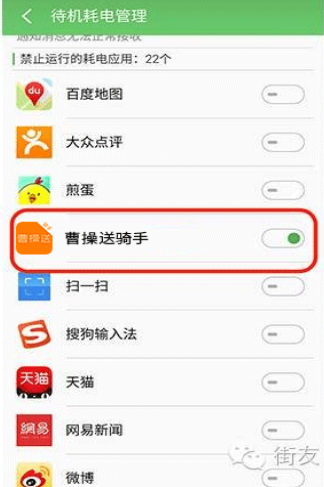 待机耗电管理
通知消息无法正常接收
禁止运行的耗电应用：22个
du
百度地图
大众点评
煎蛋
曹操送
曹操送骑手
扫一扫
搜狗输入法
天猫
天猫
網易
网易新闻
微博
街友